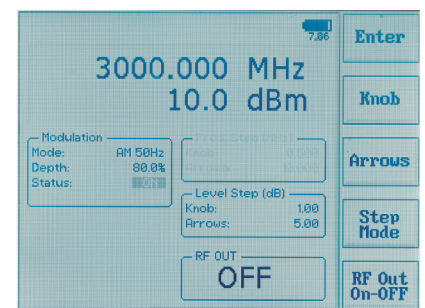 7.86
3000.000 MHz
10.0 dBm
Modulation
Mode: AM 50Hz
Depth: 80.0%
Status:
Knob:
Level Step (dB)
Knob: 1.00
Arrows: 5.00
RF OUT
OFF
Enter
Knob
Arrows
Step
Mode
RF Out
On-OFF